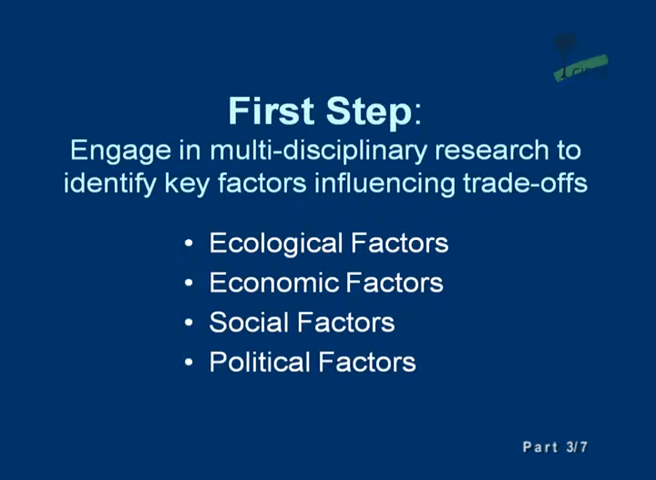 First Step:
Engage in multi-disciplinary research to
identify key factors influencing trade-offs
• Ecological Factors
• Economic Factors
• Social Factors
• Political Factors
Part 3/7